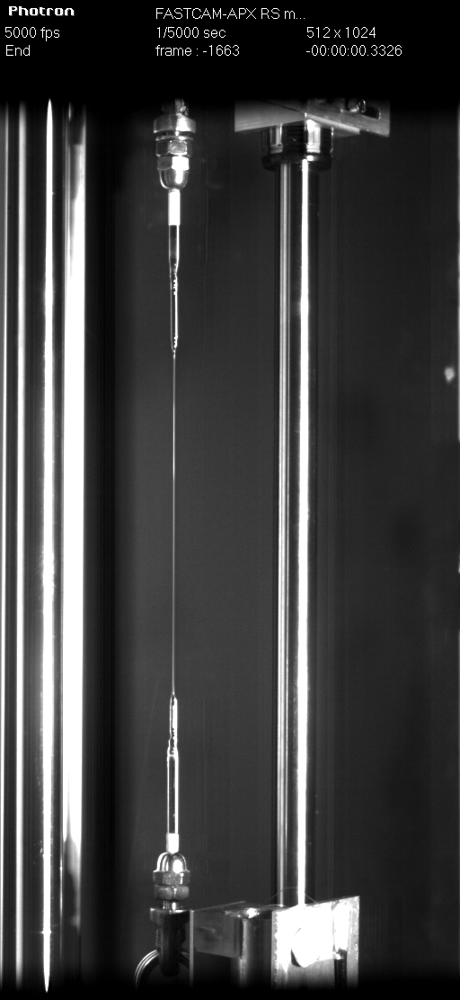 Photron
FASTCAM-APX RS m...
5000 fps
1/5000 sec
512 x 1024
End
frame : -1663
-00:00:00.3326